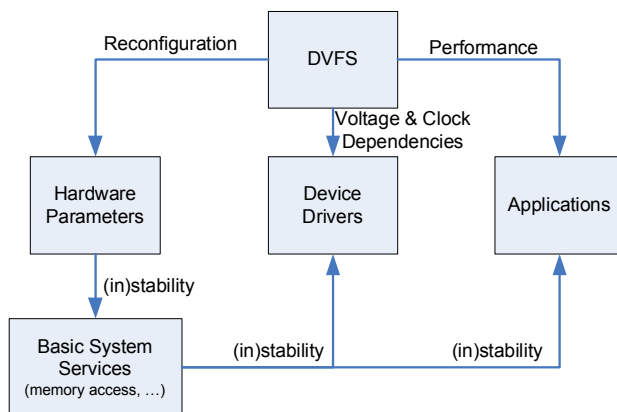 Reconfiguration
DVFS
Performance
Voltage & Clock
Dependencies
Hardware
Parameters
Device
Drivers
Applications
(in)stability
Basic System
Services
(memory access, ...)
(in)stability
(in)stability